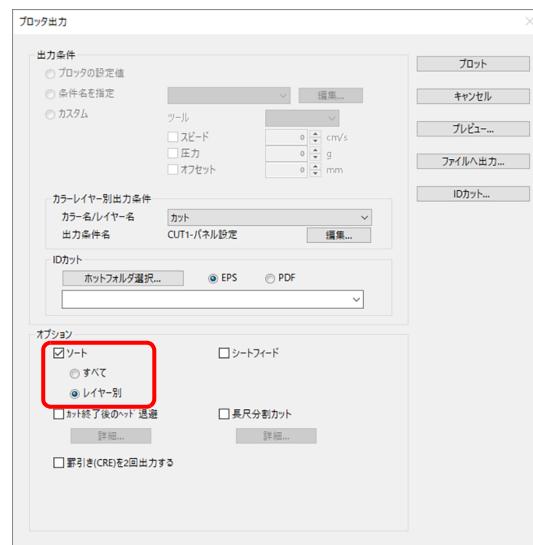 プロッタ出力
出力条件
プロッタの設定値
条件名を指定
編集...
カスタム
ツール
スピード
0
cm/s
圧力
0
g
オフセット
0
mm
カラーレイヤー別出力条件
カラー名/レイヤー名
カット
出力条件名
CUT1-パネル設定
編集...
IDカット
ホットフォルダ選択...
EPS
PDF
オプション
ソート
シートフィード
すべて
レイヤー別
カット終了後のヘッド退避
長尺分割カット
詳細...
詳細...
罫引き(CRE)を2回出力する
プロット
キャンセル
プレビュー...
ファイルへ出力...
IDカット...